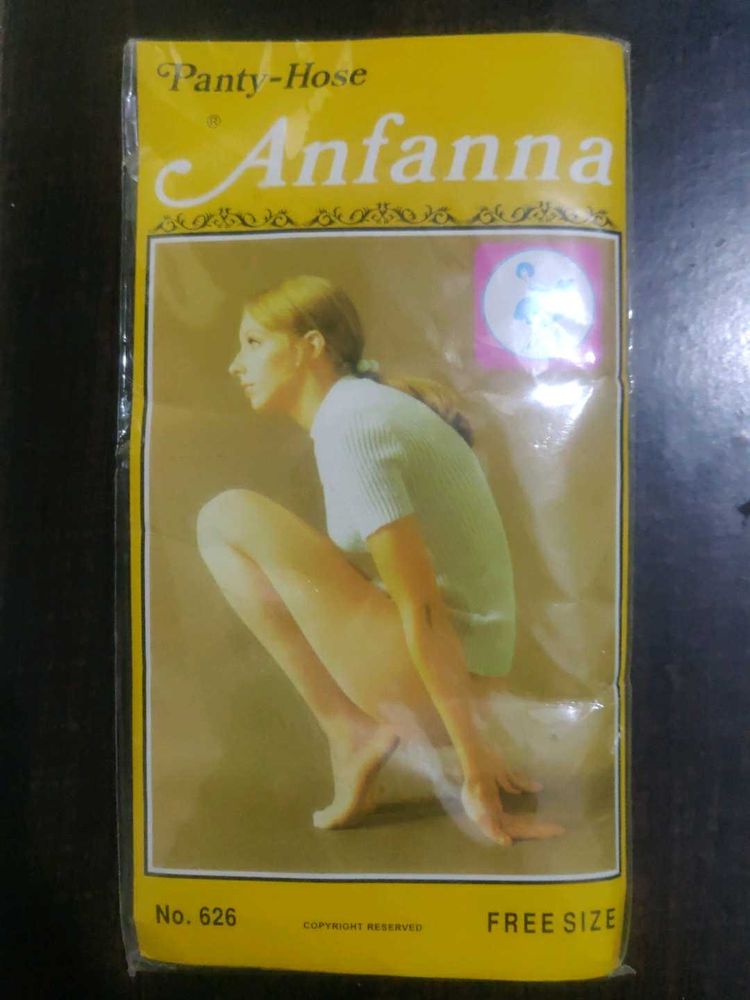 Panty-Hose
®
Anfanna
No. 626
COPYRIGHT RESERVED
FREE SIZE